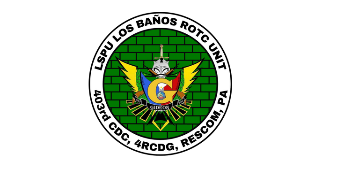 LSPU LOS BAÑOS ROTC UNIT
403rd CDC, 4RCDG, RESCOM, PA